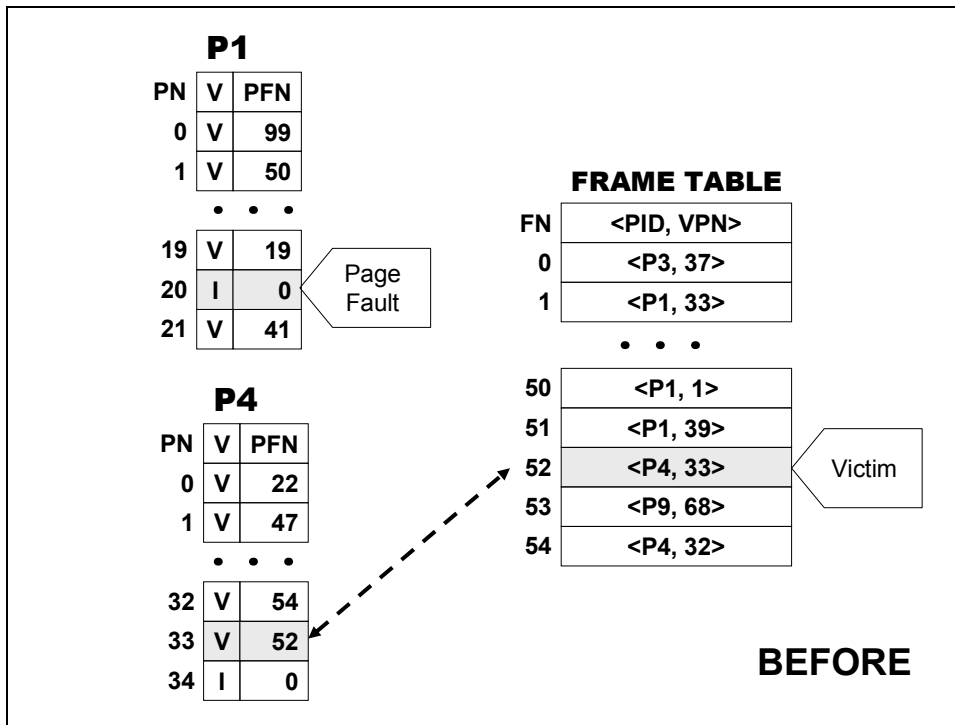 P1
PN V PFN
0 V 99
1 V 50
• • •
19 V 19
20 I 0
21 V 41
Page
Fault
P4
PN V PFN
0 V 22
1 V 47
• • •
32 V 54
33 V 52
34 I 0
FRAME TABLE
FN <PID, VPN>
0 <P3, 37>
1 <P1, 33>
• • •
50 <P1, 1>
51 <P1, 39>
52 <P4, 33>
53 <P9, 68>
54 <P4, 32>
Victim
BEFORE